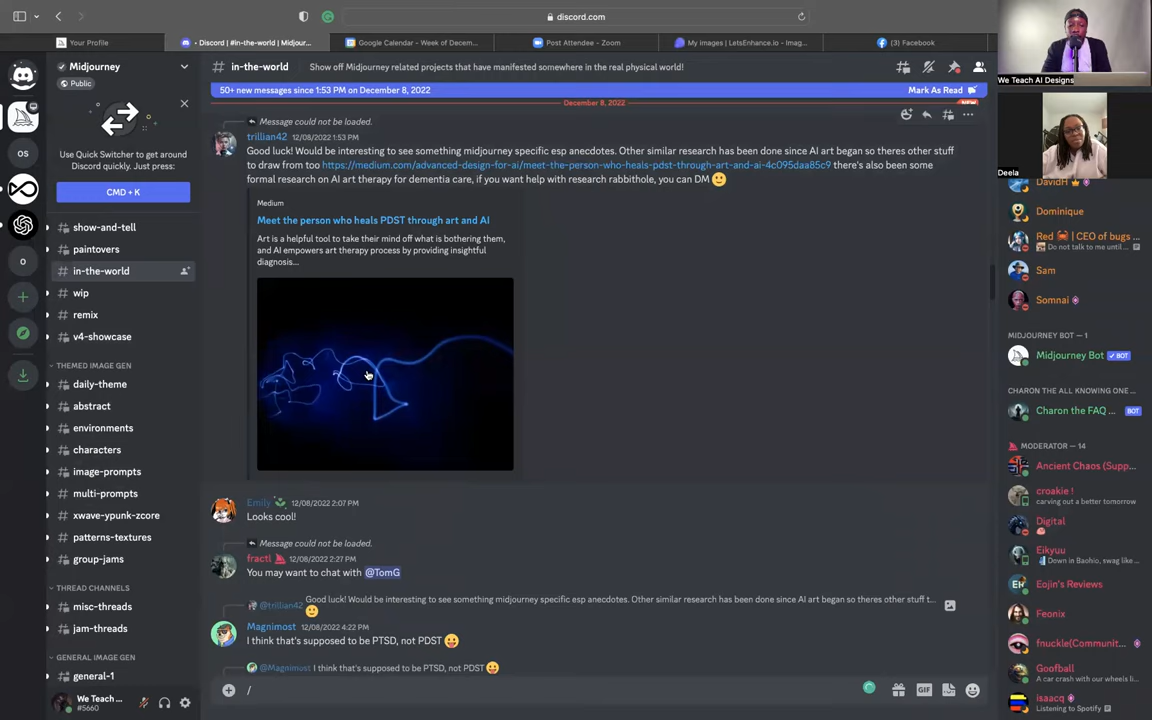 discord.com
Your Profile
Discord | #in-the-world | Midjour...
Google Calendar - Week of Decem...
Post Attendee - Zoom
My Images | LetsEnhance.io - Imag...
(3) Facebook
We Teach AI Designs
Deela
Midjourney
Public
in-the-world
Show off Midjourney related projects that have manifested somewhere in the real physical world!
50+ new messages since 1:53 PM on December 8, 2022
Mark As Read
December 8, 2022
NEW
Use Quick Switcher to get around
Discord quickly. Just press:
CMD + K
show-and-tell
paintovers
in-the-world
wip
remix
v4-showcase
THEMED IMAGE GEN
daily-theme
abstract
environments
characters
image-prompts
multi-prompts
xwave-ypunk-zcore
patterns-textures
group-jams
THREAD CHANNELS
misc-threads
jam-threads
GENERAL IMAGE GEN
general-1
We Teach ...
#5660
OS
O
Message could not be loaded.
trillian42 12/08/2022 1:53 PM
Good luck! Would be interesting to see something midjourney specific esp anecdotes. Other similar research has been done since AI art began so theres other stuff
to draw from too https://medium.com/advanced-design-for-ai/meet-the-person-who-heals-pdst-through-art-and-ai-4c095daa85c9 there's also been some
formal research on AI art therapy for dementia care, if you want help with research rabbithole, you can DM
Medium
Meet the person who heals PDST through art and AI
Art is a helpful tool to take their mind off what is bothering them,
and AI empowers art therapy process by providing insightful
diagnosis...
Emily 12/08/2022 2:07 PM
Looks cool!
Message could not be loaded.
fractl 12/08/2022 2:27 PM
You may want to chat with @TomG
@trillian42 Good luck! Would be interesting to see something midjourney specific esp anecdotes. Other similar research has been done since AI art began so theres other stuff t...
Magnimost 12/08/2022 4:22 PM
I think that's supposed to be PTSD, not PDST
@Magnimost I think that's supposed to be PTSD, not PDST
/
GIF
DavidH
Dominique
Red | CEO of bugs ...
Do not talk to me until ...
Sam
Somnai
MIDJOURNEY BOT — 1
Midjourney Bot BOT
CHARON THE ALL KNOWING ONE ...
Charon the FAQ ... BOT
MODERATOR — 14
Ancient Chaos (Supp...
croakie !
carving out a better tomorrow
Digital
Eikyuu
Down in Baohio, swag like ...
Eojin's Reviews
Feonix
fnuckle(Communit...
Goofball
A car crash with our wheels l...
isaacq
Listening to Spotify